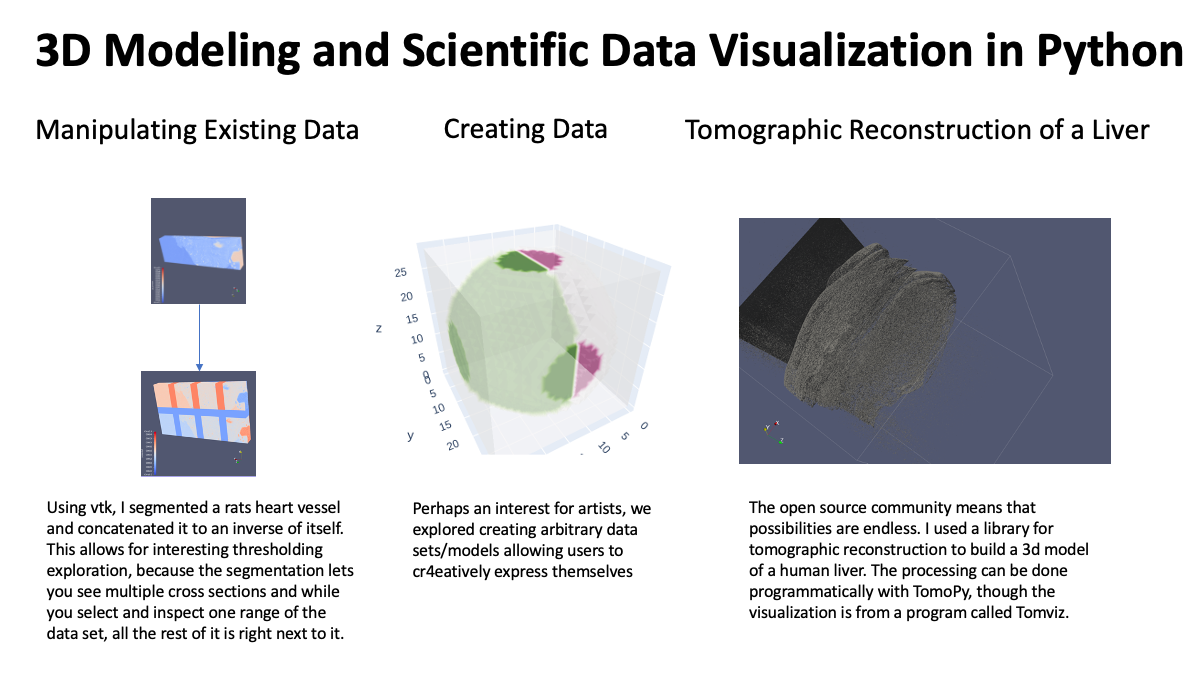 3D Modeling and Scientific Data Visualization in Python
Manipulating Existing Data
Creating Data
Tomographic Reconstruction of a Liver
25
20
15
10
5
0
z
0
5
10
15
20
y
10
5
0
Y
X
Z
Using vtk, I segmented a rats heart vessel
and concatenated it to an inverse of itself.
This allows for interesting thresholding
exploration, because the segmentation lets
you see multiple cross sections and while
you select and inspect one range of the
data set, all the rest of it is right next to it.
Perhaps an interest for artists, we
explored creating arbitrary data
sets/models allowing users to
cr4eatively express themselves
The open source community means that
possibilities are endless. I used a library for
tomographic reconstruction to build a 3d model
of a human liver. The processing can be done
programmatically with TomoPy, though the
visualization is from a program called Tomviz.